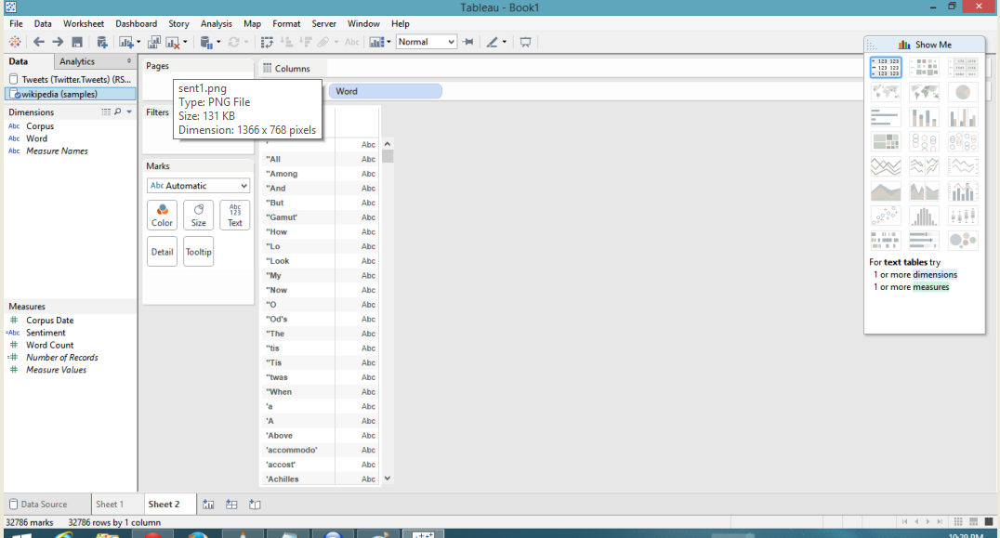 Tableau - Book1
File Data Worksheet Dashboard Story Analysis Map Format Server Window Help
Abc Normal
Data Analytics
Tweets (Twitter.Tweets) (RS...
wikipedia (samples)
Dimensions
Abc Corpus
Abc Word
Abc Measure Names
Measures
# Corpus Date
=Abc Sentiment
# Word Count
=# Number of Records
# Measure Values
Pages
sent1.png
Type: PNG File
Size: 131 KB
Dimension: 1366 x 768 pixels
Filters
Marks
Abc Automatic
Color Size Abc 123 Text
Detail Tooltip
Columns
Word
' Abc
"All Abc
"Among Abc
"And Abc
"But Abc
"Gamut' Abc
"How Abc
"Lo Abc
"Look Abc
"My Abc
"Now Abc
"O Abc
"Od's Abc
"The Abc
"tis Abc
"Tis Abc
"twas Abc
"When Abc
'a Abc
'A Abc
'Above Abc
'accommodo' Abc
'accost' Abc
'Achilles Abc
Show Me
For text tables try
1 or more dimensions
1 or more measures
Data Source Sheet 1 Sheet 2
32786 marks 32786 rows by 1 column
10:29 PM